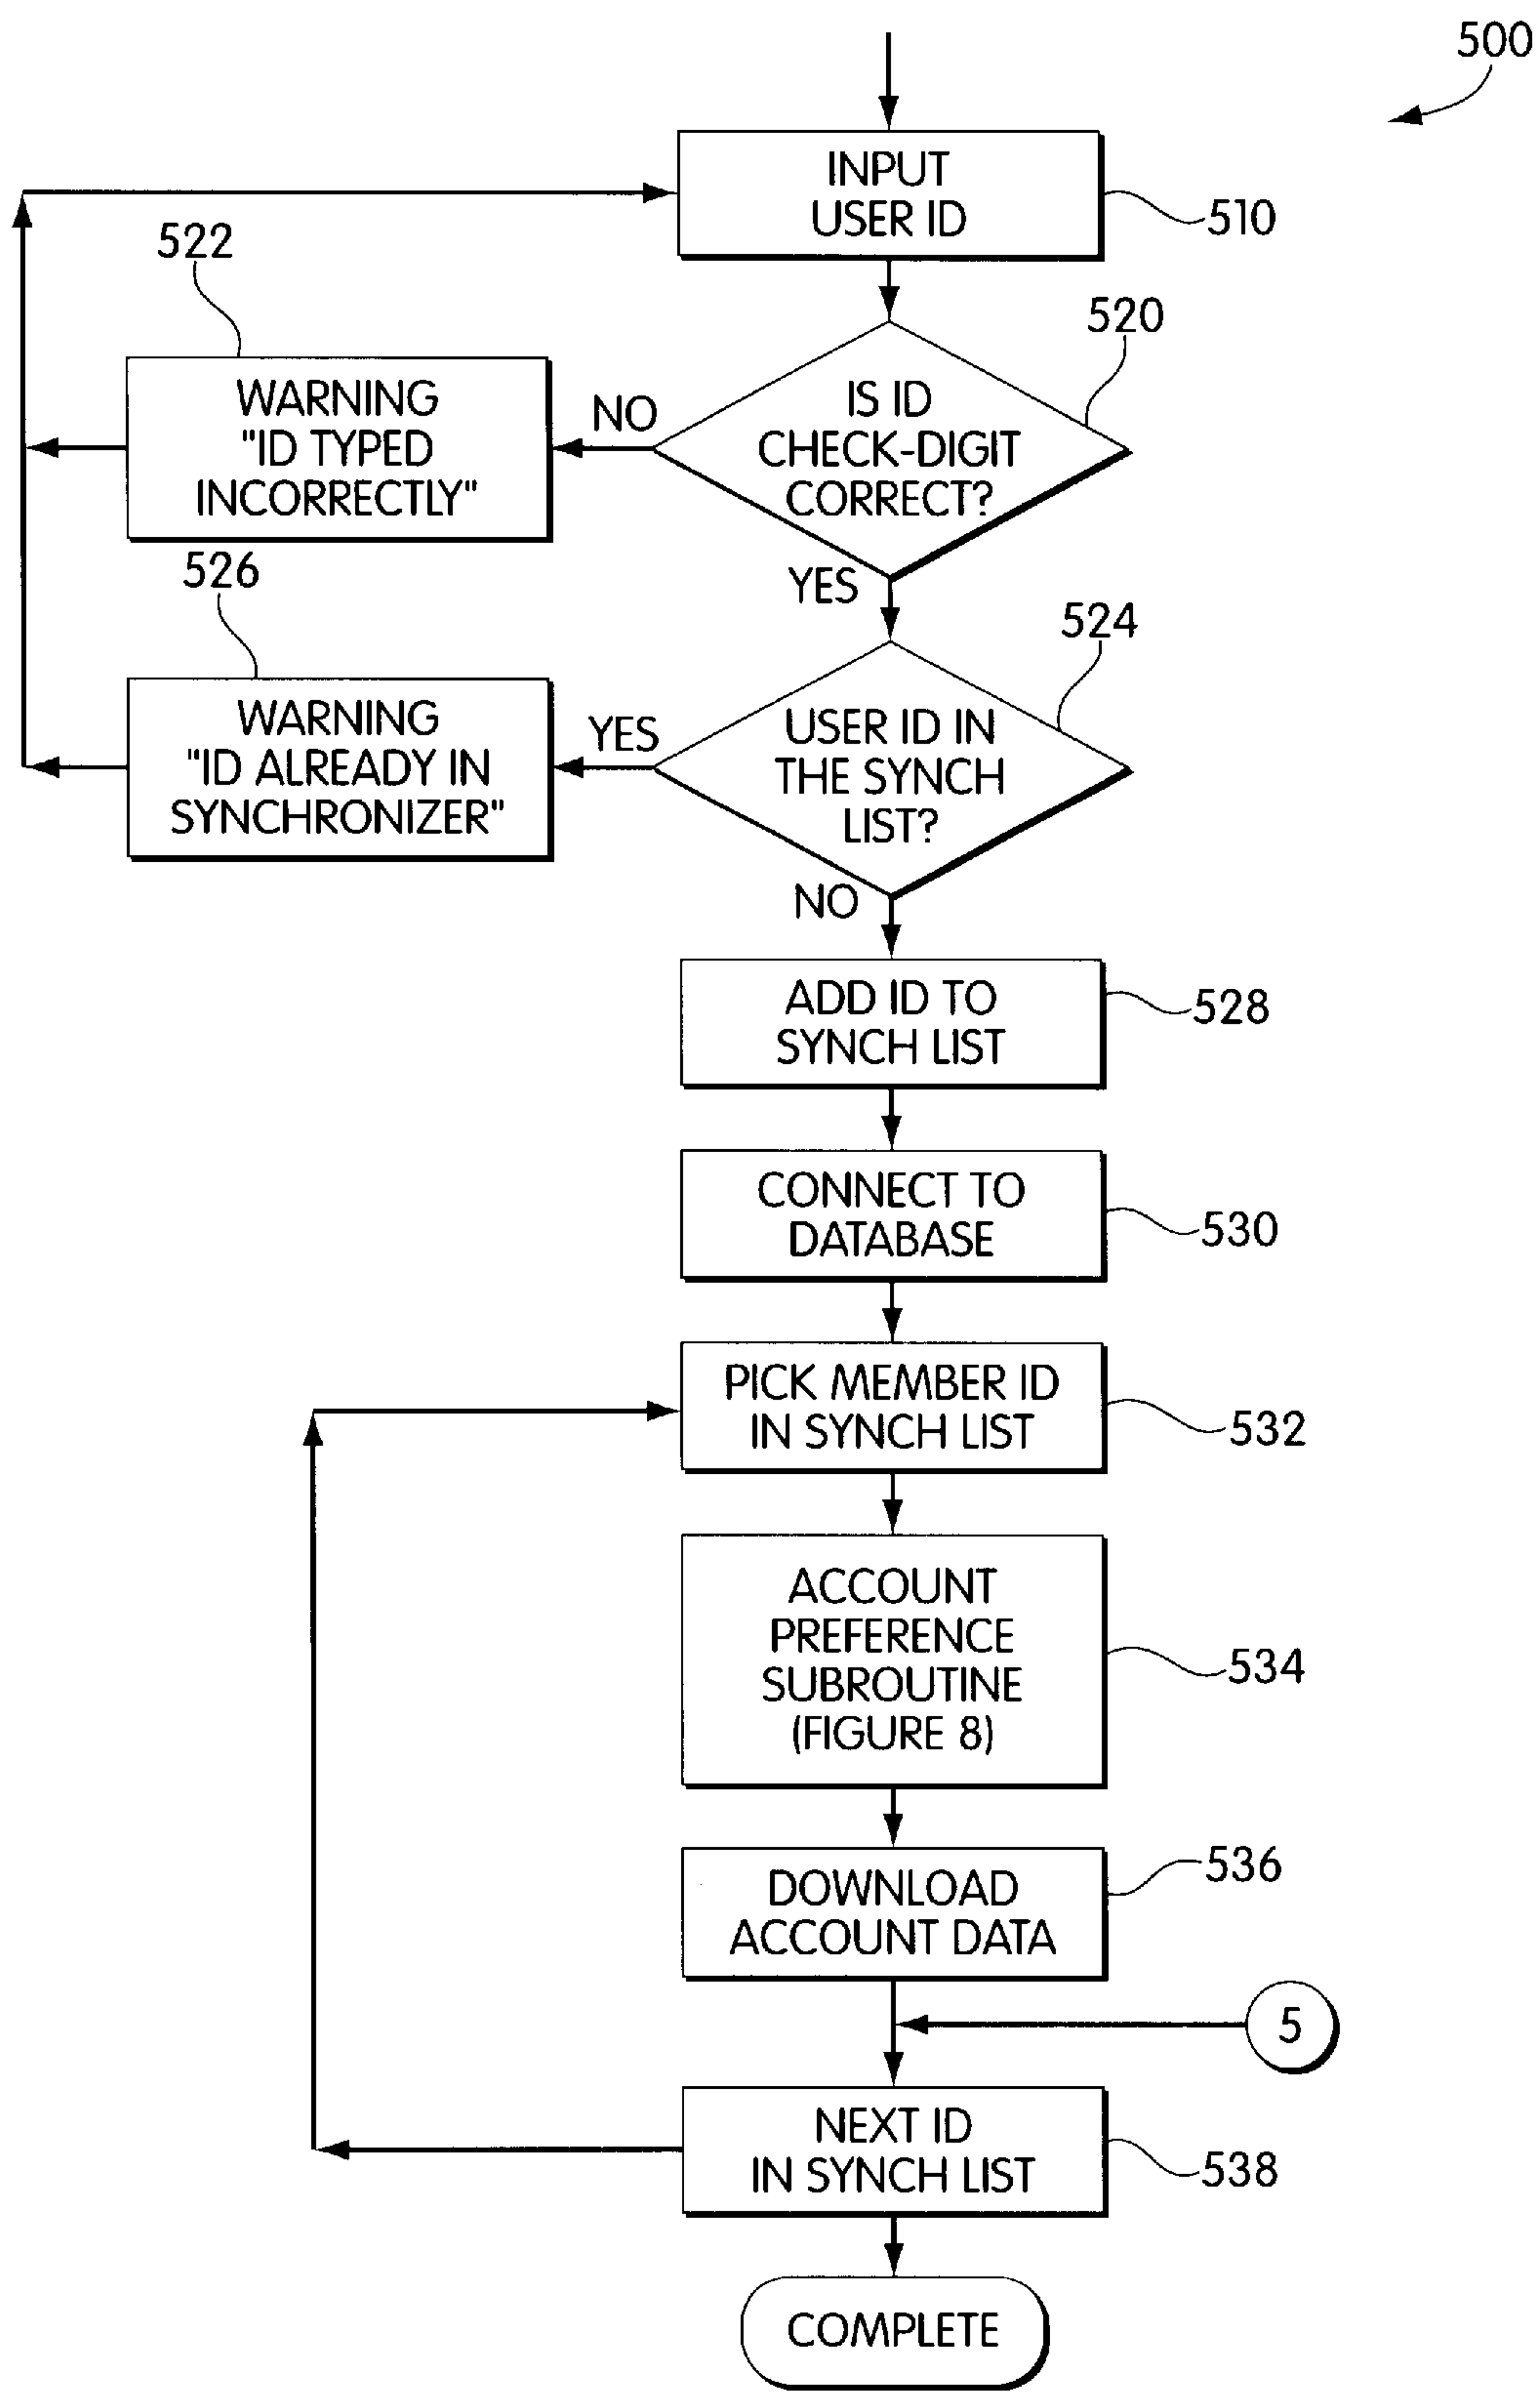 500
INPUT
USER ID
510
522
520
WARNING
"ID TYPED
INCORRECTLY"
NO
IS ID
CHECK-DIGIT
CORRECT?
YES
526
524
WARNING
"ID ALREADY IN
SYNCHRONIZER"
YES
USER ID IN
THE SYNCH
LIST?
NO
ADD ID TO
SYNCH LIST
528
CONNECT TO
DATABASE
530
PICK MEMBER ID
IN SYNCH LIST
532
ACCOUNT
PREFERENCE
SUBROUTINE
(FIGURE 8)
534
DOWNLOAD
ACCOUNT DATA
536
5
NEXT ID
IN SYNCH LIST
538
COMPLETE